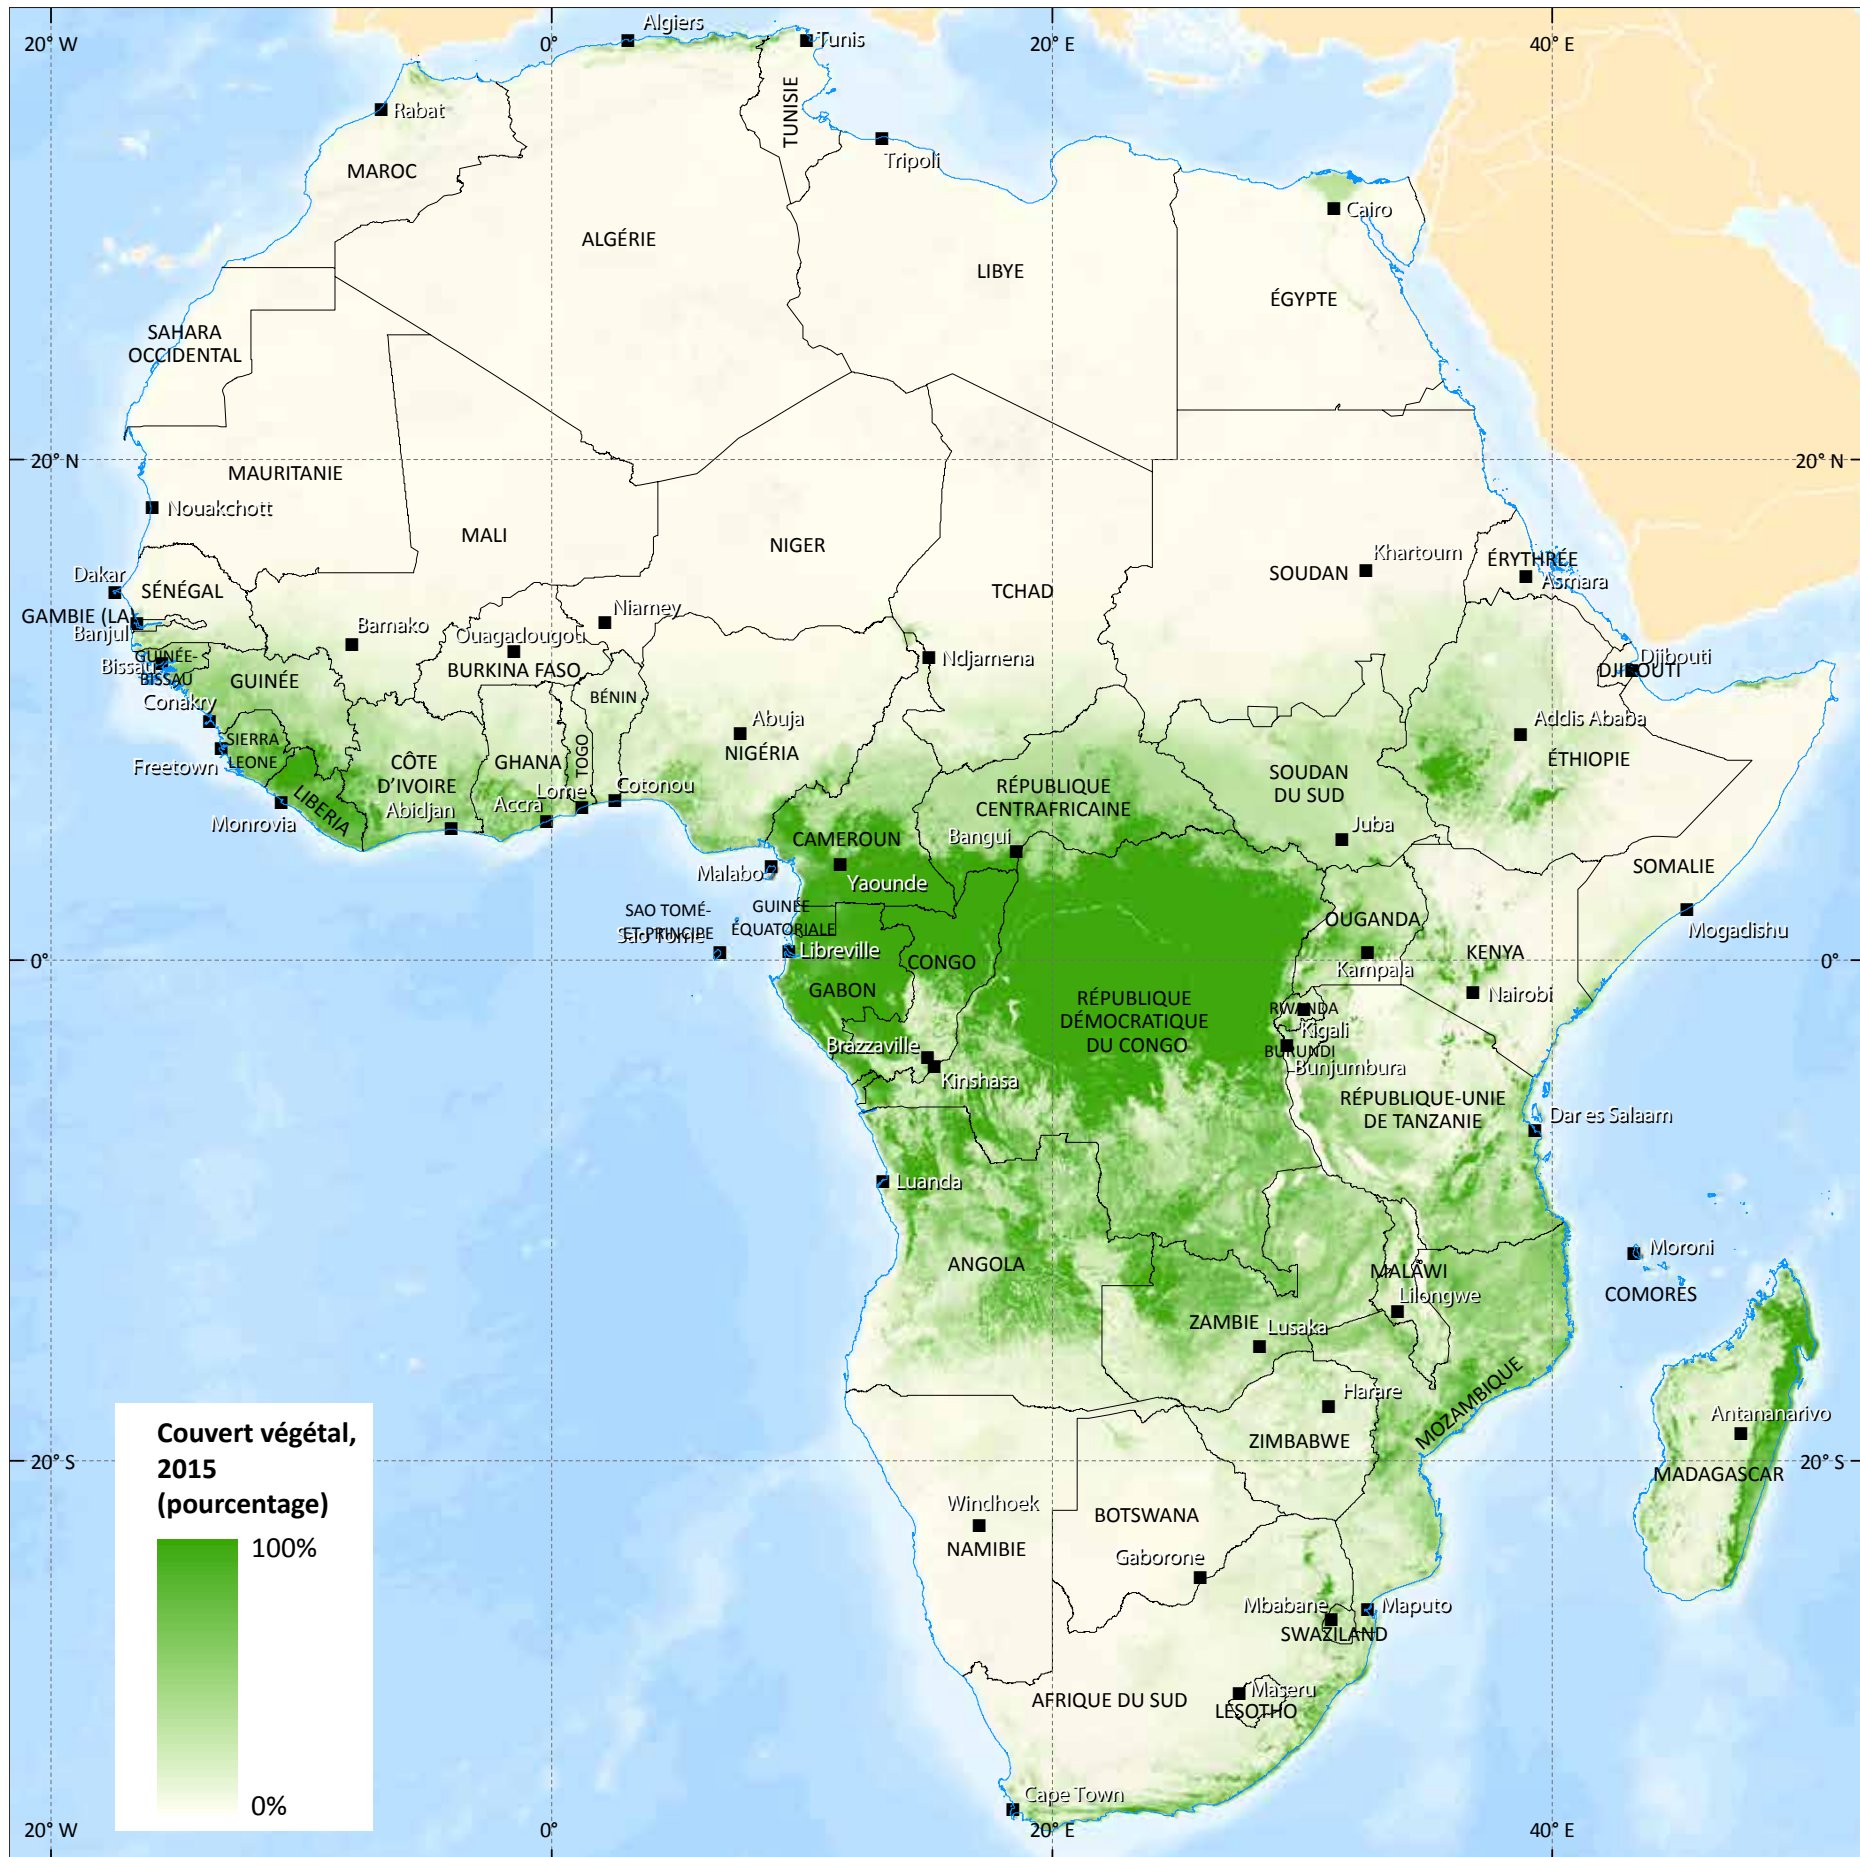 20° W
0°
20° E
40° E
Algiers
Tunis
Rabat
TUNISIE
Tripoli
MAROC
Cairo
ALGÉRIE
LIBYE
ÉGYPTE
SAHARA
OCCIDENTAL
20° N
20° N
MAURITANIE
Nouakchott
MALI
NIGER
Khartoum
ÉRYTHRÉE
SOUDAN
Asmara
Dakar
SÉNÉGAL
TCHAD
GAMBIE (LA)
Banjul
Bamako
Niamey
Ouagadougou
BURKINA FASO
Ndjamena
Djibouti
DJIBOUTI
GUINÉE-
BISSAU
Bissau
GUINÉE
BÉNIN
Conakry
Abuja
NIGÉRIA
Addis Ababa
ÉTHIOPIE
SIERRA
LEONE
Freetown
CÔTE
D'IVOIRE
GHANA
TOGO
Lome
Cotonou
Abidjan
Accra
LIBERIA
Monrovia
RÉPUBLIQUE
CENTRAFRICAINE
SOUDAN
DU SUD
Juba
CAMEROUN
Bangui
Malabo
Yaounde
SOMALIE
SAO TOMÉ-
ET-PRINCIPE
Sao Tome
GUINÉE
ÉQUATORIALE
Libreville
OUGANDA
Mogadishu
0°
0°
CONGO
Kampala
KENYA
GABON
Nairobi
RÉPUBLIQUE
DÉMOCRATIQUE
DU CONGO
RWANDA
Kigali
BURUNDI
Bunjumbura
Brazzaville
Kinshasa
RÉPUBLIQUE-UNIE
DE TANZANIE
Dar es Salaam
Luanda
ANGOLA
MALAWI
Lilongwe
Moroni
COMORES
ZAMBIE
Lusaka
Harare
MOZAMBIQUE
Antananarivo
ZIMBABWE
MADAGASCAR
20° S
20° S
Windhoek
NAMIBIE
BOTSWANA
Gaborone
Mbabane
Maputo
SWAZILAND
AFRIQUE DU SUD
Maseru
LESOTHO
Cape Town
Couvert végétal,
2015
(pourcentage)
100%
0%
20° W
0°
20° E
40° E